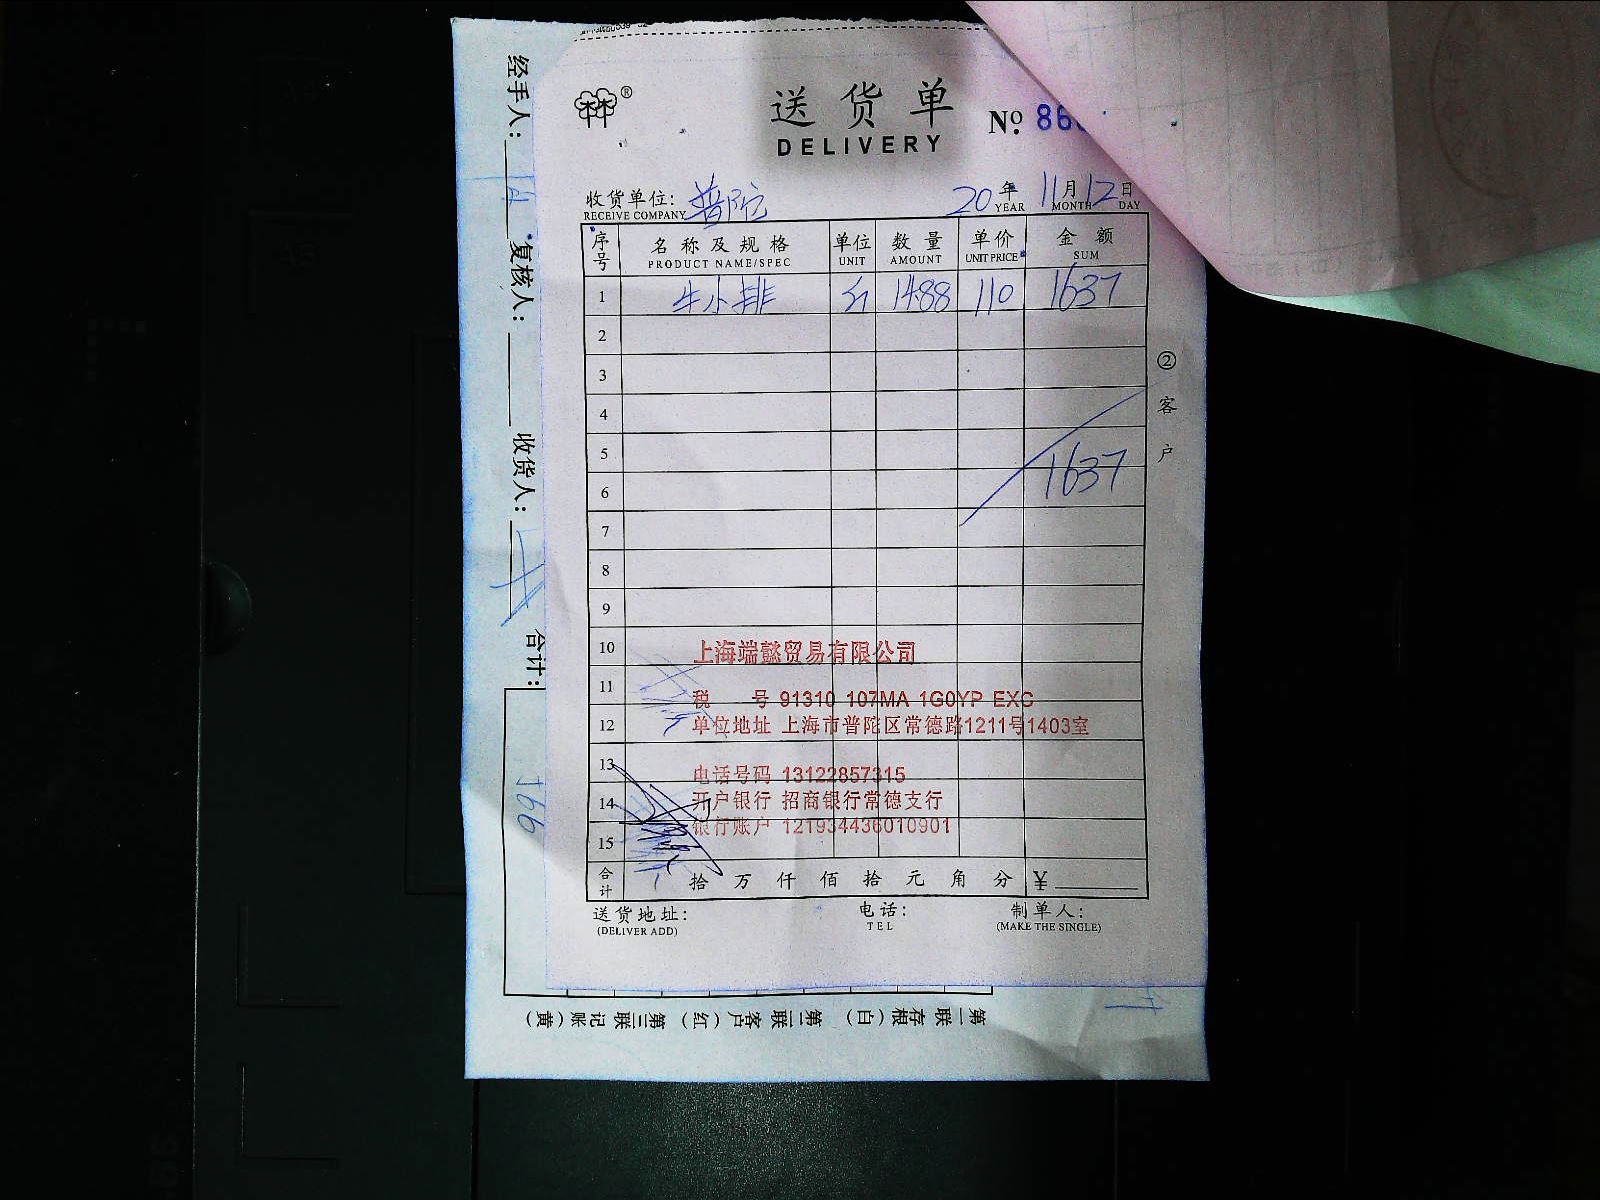 送货单
DELIVERY
No. 86
收货单位: 普陀 20年 11月 12日
RECEIVE COMPANY YEAR MONTH DAY
序号 名称及规格 单位 数量 单价 金额
PRODUCT NAME/SPEC UNIT AMOUNT UNIT PRICE SUM
1 牛小排 斤 14.88 110 1637
2
3
4
5
6 1637
7
8
9
10
11
12
13
14
15
上海端懿贸易有限公司
税 号 91310 107MA 1G0YP EXC
单位地址 上海市普陀区常德路1211号1403室
电话号码 13122857315
开户银行 招商银行常德支行
银行账户 121934436010901
合计 拾 万 仟 佰 拾 元 角 分 ¥
送货地址: 电话: 制单人:
(DELIVER ADD) TEL (MAKE THE SINGLE)
②客户
经手人: 复核人: 收货人: 合计:
166
第一联 存根(白) 第二联 客户(红) 第三联 记账(黄)